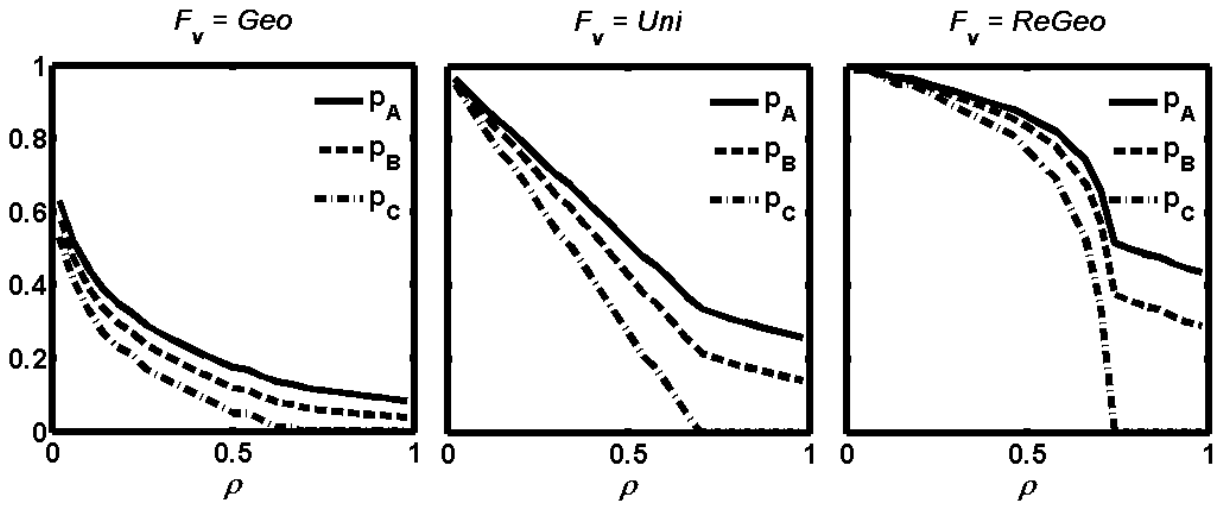 F_v = Geo
F_v = Uni
F_v = ReGeo
1
0.8
0.6
0.4
0.2
0
p_A
p_B
p_C
p_A
p_B
p_C
p_A
p_B
p_C
0 0.5 1
0 0.5 1
0 0.5 1
ρ
ρ
ρ